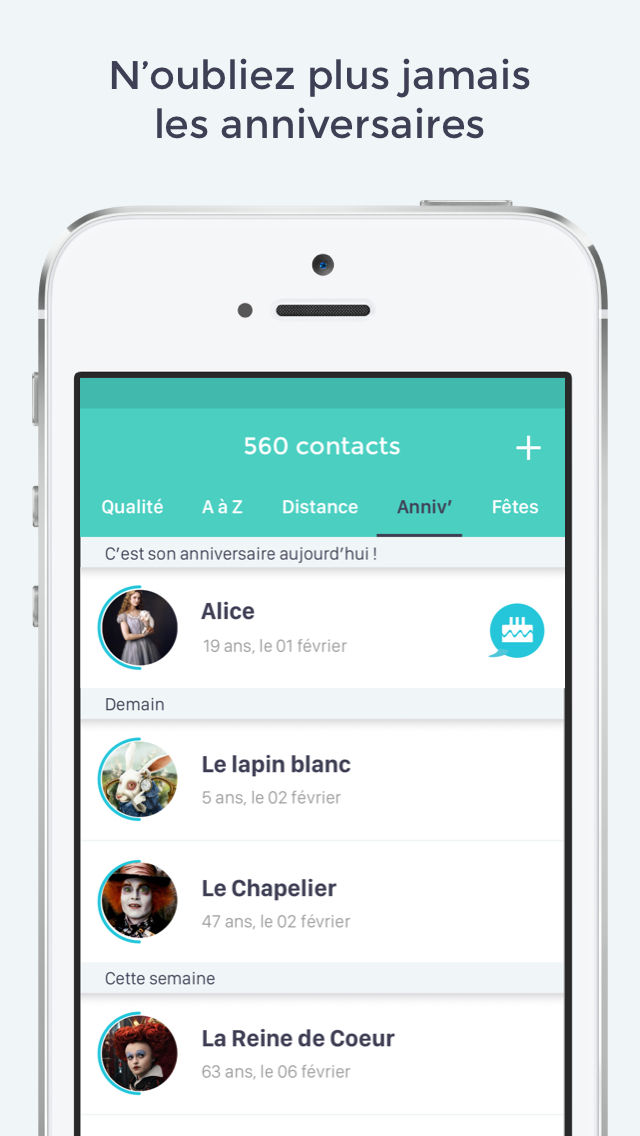 N’oubliez plus jamais
les anniversaires
560 contacts +
Qualité A à Z Distance Anniv’ Fêtes
C’est son anniversaire aujourd’hui !
Alice
19 ans, le 01 février
Demain
Le lapin blanc
5 ans, le 02 février
Le Chapelier
47 ans, le 02 février
Cette semaine
La Reine de Coeur
63 ans, le 06 février